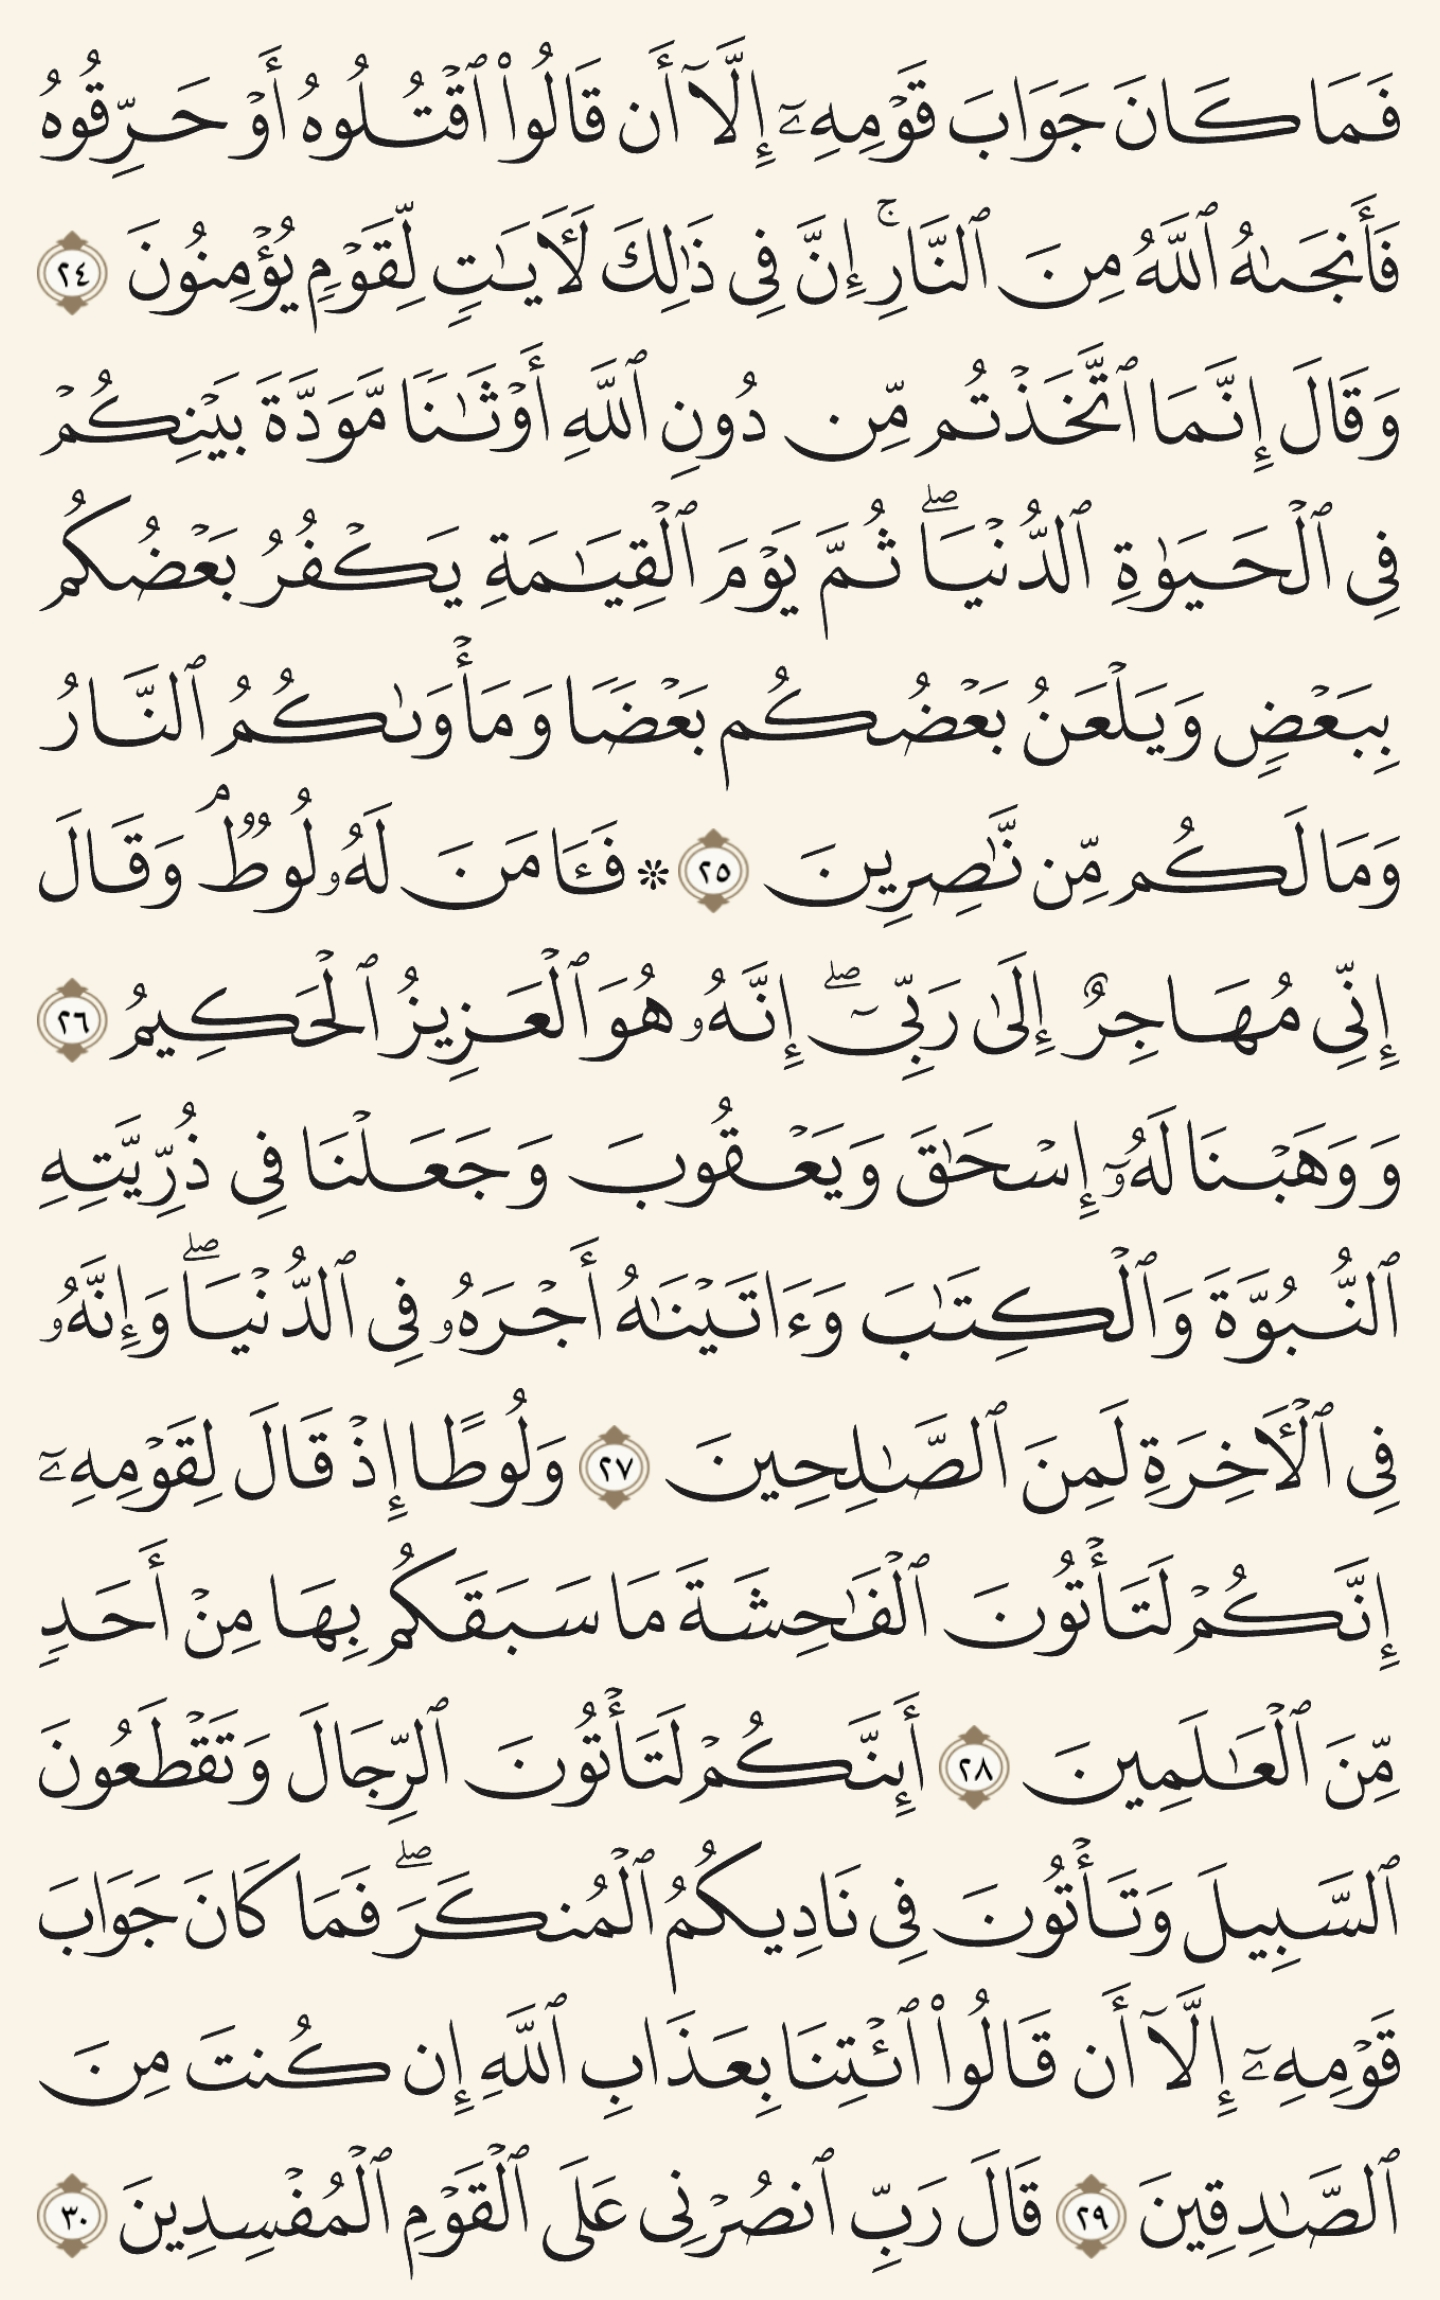 فَمَا كَانَ جَوَابَ قَوْمِهِۦٓ إِلَّآ أَن قَالُوا۟ ٱقْتُلُوهُ أَوْ حَرِّقُوهُ
فَأَنجَىٰهُ ٱللَّهُ مِنَ ٱلنَّارِ ۚ إِنَّ فِى ذَٰلِكَ لَـَٔايَـٰتٍ لِّقَوْمٍ يُؤْمِنُونَ ٢٤
وَقَالَ إِنَّمَا ٱتَّخَذْتُم مِّن دُونِ ٱللَّهِ أَوْثَـٰنًا مَّوَدَّةَ بَيْنِكُمْ
فِى ٱلْحَيَوٰةِ ٱلدُّنْيَا ۖ ثُمَّ يَوْمَ ٱلْقِيَـٰمَةِ يَكْفُرُ بَعْضُكُم
بِبَعْضٍ وَيَلْعَنُ بَعْضُكُم بَعْضًا وَمَأْوَىٰكُمُ ٱلنَّارُ
وَمَا لَكُم مِّن نَّـٰصِرِينَ ٢٥ ۞ فَـَٔامَنَ لَهُۥ لُوطٌ ۘ وَقَالَ
إِنِّى مُهَاجِرٌ إِلَىٰ رَبِّىٓ ۖ إِنَّهُۥ هُوَ ٱلْعَزِيزُ ٱلْحَكِيمُ ٢٦
وَوَهَبْنَا لَهُۥٓ إِسْحَـٰقَ وَيَعْقُوبَ وَجَعَلْنَا فِى ذُرِّيَّتِهِ
ٱلنُّبُوَّةَ وَٱلْكِتَـٰبَ وَءَاتَيْنَـٰهُ أَجْرَهُۥ فِى ٱلدُّنْيَا ۖ وَإِنَّهُۥ
فِى ٱلْـَٔاخِرَةِ لَمِنَ ٱلصَّـٰلِحِينَ ٢٧ وَلُوطًا إِذْ قَالَ لِقَوْمِهِۦٓ
إِنَّكُمْ لَتَأْتُونَ ٱلْفَـٰحِشَةَ مَا سَبَقَكُم بِهَا مِنْ أَحَدٍ
مِّنَ ٱلْعَـٰلَمِينَ ٢٨ أَئِنَّكُمْ لَتَأْتُونَ ٱلرِّجَالَ وَتَقْطَعُونَ
ٱلسَّبِيلَ وَتَأْتُونَ فِى نَادِيكُمُ ٱلْمُنكَرَ ۖ فَمَا كَانَ جَوَابَ
قَوْمِهِۦٓ إِلَّآ أَن قَالُوا۟ ٱئْتِنَا بِعَذَابِ ٱللَّهِ إِن كُنتَ مِنَ
ٱلصَّـٰدِقِينَ ٢٩ قَالَ رَبِّ ٱنصُرْنِى عَلَى ٱلْقَوْمِ ٱلْمُفْسِدِينَ ٣٠